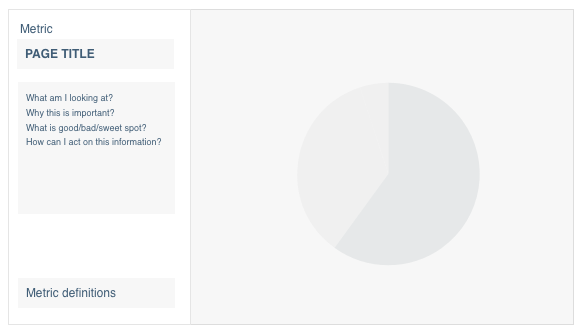 Metric
PAGE TITLE
What am I looking at?
Why this is important?
What is good/bad/sweet spot?
How can I act on this information?
Metric definitions